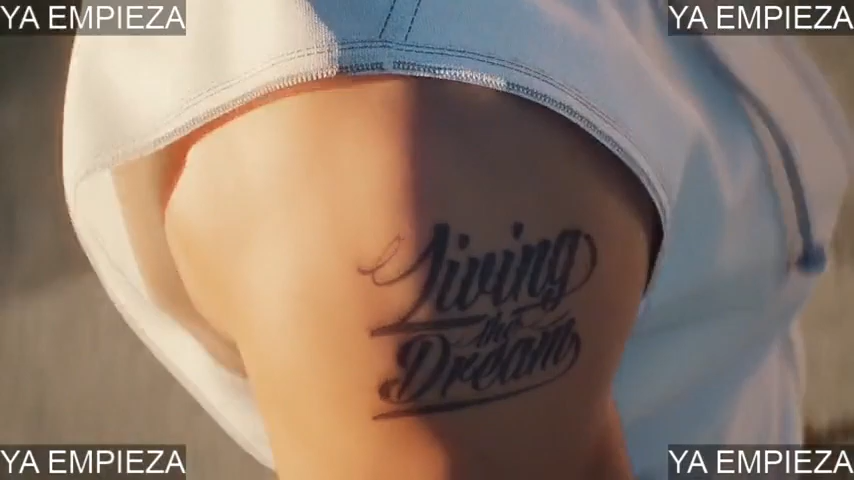 YA EMPIEZA YA EMPIEZA
Living
the
Dream
YA EMPIEZA YA EMPIEZA